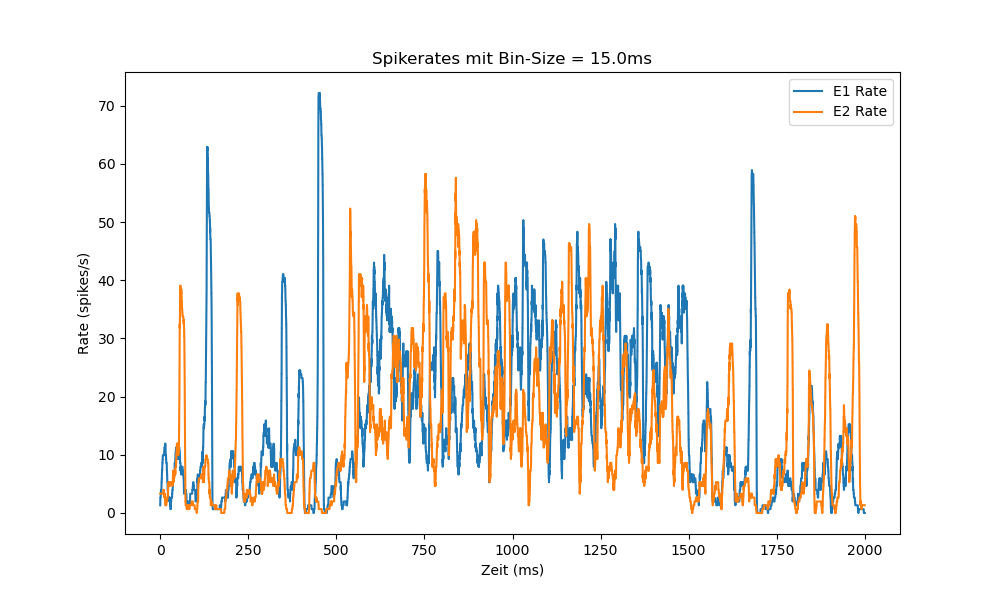 Spikerates mit Bin-Size = 15.0ms
E1 Rate
E2 Rate
70
60
50
40
30
20
10
0
Rate (spikes/s)
0 250 500 750 1000 1250 1500 1750 2000
Zeit (ms)